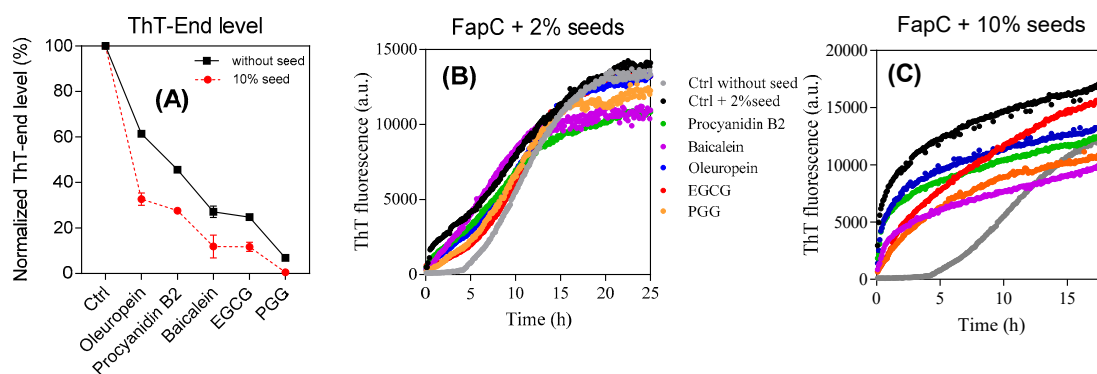 ThT-End level
Normalized ThT-end level (%)
100
80
60
40
20
0
without seed
10% seed
(A)
Ctrl
Oleuropein
Procyanidin B2
Baicalein
EGCG
PGG
FapC + 2% seeds
(B)
ThT fluorescence (a.u.)
15000
10000
5000
0
0 5 10 15 20 25
Time (h)
Ctrl without seed
Ctrl + 2%seed
Procyanidin B2
Baicalein
Oleuropein
EGCG
PGG
FapC + 10% seeds
(C)
ThT fluorescence (a.u.)
20000
15000
10000
5000
0
0 5 10 15
Time (h)